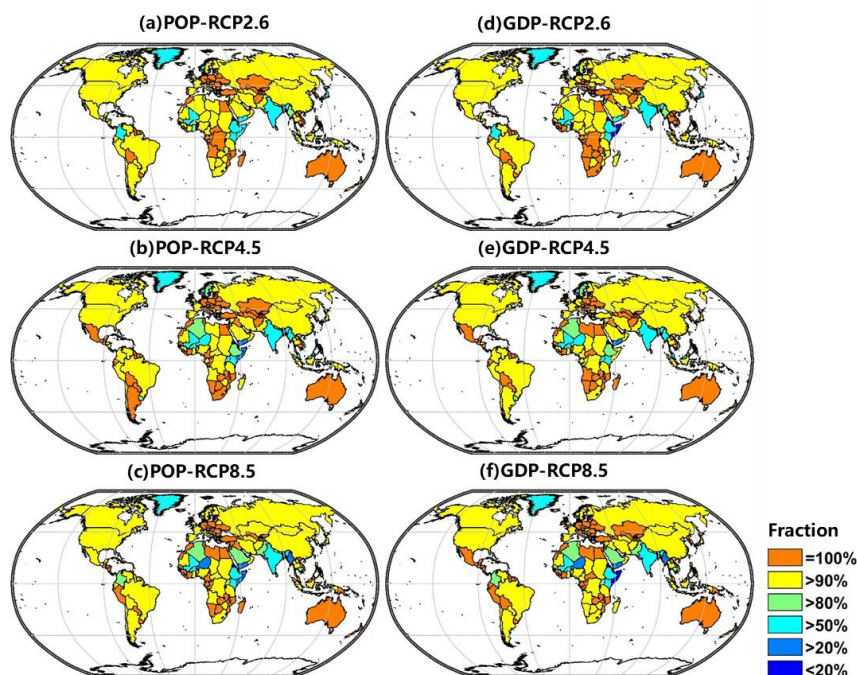 (a)POP-RCP2.6
(d)GDP-RCP2.6
(b)POP-RCP4.5
(e)GDP-RCP4.5
(c)POP-RCP8.5
(f)GDP-RCP8.5
Fraction
=100%
>90%
>80%
>50%
>20%
<20%